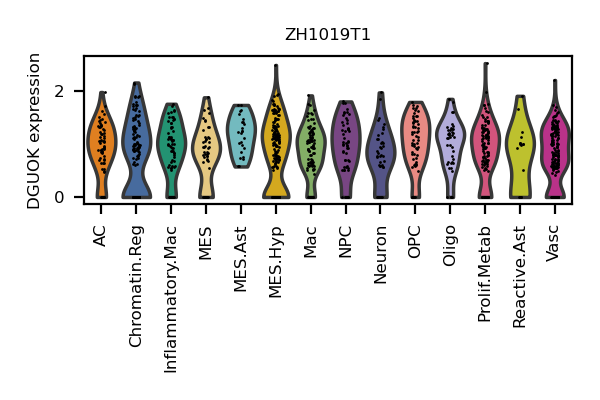 ZH1019T1
DGUOK expression
2
0
AC
Chromatin.Reg
Inflammatory.Mac
MES
MES.Ast
MES.Hyp
Mac
NPC
Neuron
OPC
Oligo
Prolif.Metab
Reactive.Ast
Vasc